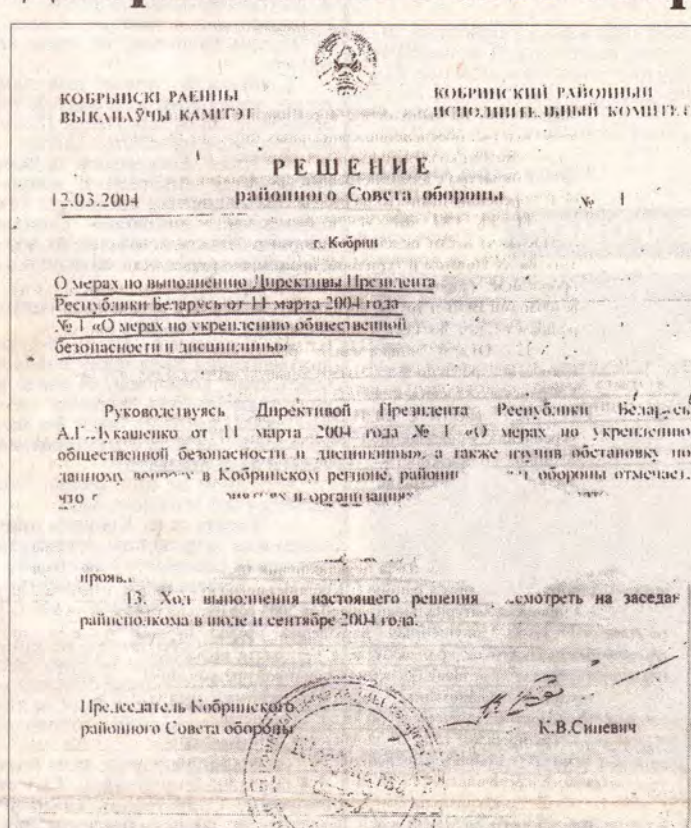 КОБРЫНСКІ РАЕННЫ
ВЫКАНАЎЧЫ КАМІТЭТ
КОБРИНСКИЙ РАЙОННЫЙ
ИСПОЛНИТЕЛЬНЫЙ КОМИТЕТ
РЕШЕНИЕ
районного Совета обороны
12.03.2004
№ 1
г. Кобрин
О мерах по выполнению Директивы Президента
Республики Беларусь от 11 марта 2004 года
№ 1 «О мерах по укреплению общественной
безопасности и дисциплины»
Руководствуясь Директивой Президента Республики Беларусь
А.Г.Лукашенко от 11 марта 2004 года № 1 «О мерах по укреплению
общественной безопасности и дисциплины», а также изучив обстановку по
данному вопросу в Кобринском регионе, обороны отмечает,
что и организациях
13. Ход выполнения настоящего решения на
райисполкома в июле и сентябре 2004 года.
Председатель Кобринского
районного Совета обороны
К.В.Синевич